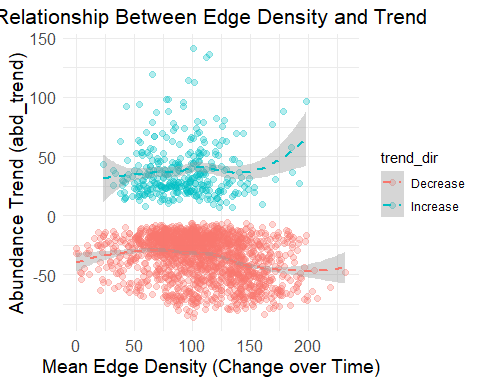 Relationship Between Edge Density and Trend
Abundance Trend (abd_trend)
150
100
50
0
-50
0
50
100
150
200
Mean Edge Density (Change over Time)
trend_dir
Decrease
Increase